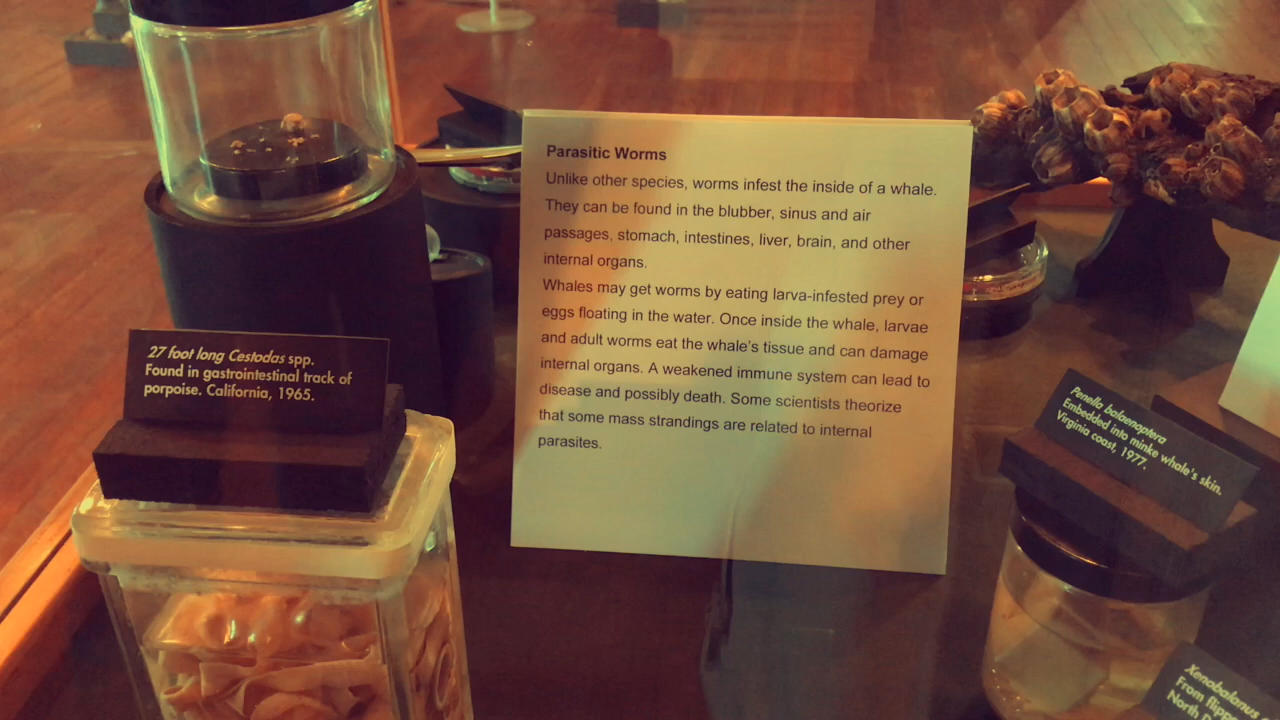 Parasitic Worms
Unlike other species, worms infest the inside of a whale.
They can be found in the blubber, sinus and air
passages, stomach, intestines, liver, brain, and other
internal organs.
Whales may get worms by eating larva-infested prey or
eggs floating in the water. Once inside the whale, larvae
and adult worms eat the whale's tissue and can damage
internal organs. A weakened immune system can lead to
disease and possibly death. Some scientists theorize
that some mass strandings are related to internal
parasites.
27 foot long Cestodas spp.
Found in gastrointestinal track of
porpoise. California, 1965.
Penella balaenoptera
Embedded into minke whale's skin.
Virginia coast, 1977.
Xenobalanus
From
North